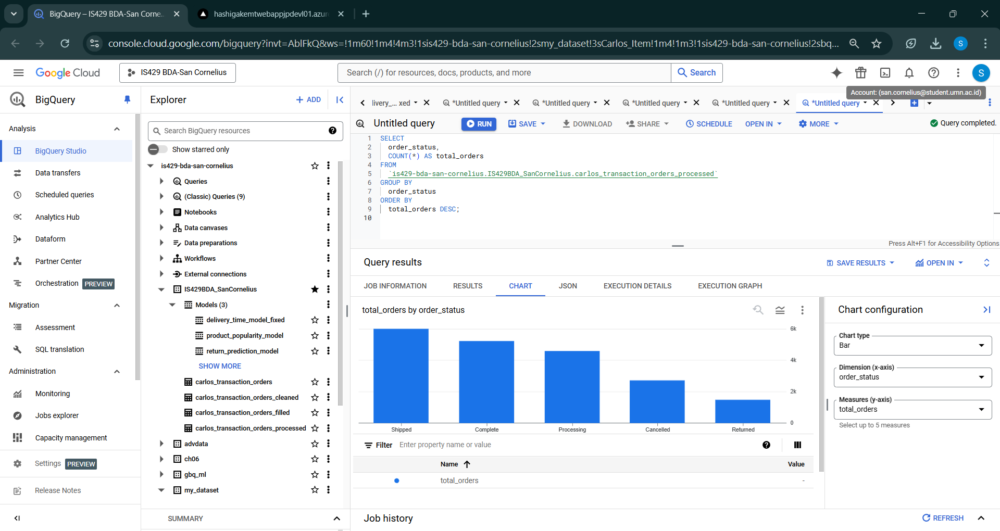 BigQuery – IS429 BDA-San Corne..
hashigakemtwebappjpdevl01.azur
console.cloud.google.com/bigquery?invt=AblFkQ&ws=!1m60!1m4!4m3!1sis429-bda-san-cornelius!2smy_dataset!3sCarlos_Item!1m4!1m3!1sis429-bda-san-cornelius!2sbq...
S
Google Cloud
IS429 BDA-San Cornelius
Search (/) for resources, docs, products, and more
Search
S
Account: (san.cornelius@student.umn.ac.id)
BigQuery
Analysis
BigQuery Studio
Data transfers
Scheduled queries
Analytics Hub
Dataform
Partner Center
Orchestration PREVIEW
Migration
Assessment
SQL translation
Administration
Monitoring
Jobs explorer
Capacity management
Settings PREVIEW
Release Notes
Explorer
+ ADD
Search BigQuery resources
Show starred only
is429-bda-san-cornelius
Queries
(Classic) Queries (9)
Notebooks
Data canvases
Data preparations
Workflows
External connections
IS429BDA_SanCornelius
Models (3)
delivery_time_model_fixed
product_popularity_model
return_prediction_model
SHOW MORE
carlos_transaction_orders
carlos_transaction_orders_cleaned
carlos_transaction_orders_filled
carlos_transaction_orders_processed
advdata
ch06
gbq_ml
my_dataset
SUMMARY
livery_... xed
*Untitled query
*Untitled query
*Untitled query
*Untitled query
*Untitled query
Untitled query
RUN
SAVE
DOWNLOAD
SHARE
SCHEDULE
OPEN IN
MORE
Query completed.
1 SELECT
2 order_status,
3 COUNT(*) AS total_orders
4 FROM
5 `is429-bda-san-cornelius.IS429BDA_SanCornelius.carlos_transaction_orders_processed`
6 GROUP BY
7 order_status
8 ORDER BY
9 total_orders DESC;
10
Press Alt+F1 for Accessibility Options
Query results
SAVE RESULTS
OPEN IN
JOB INFORMATION
RESULTS
CHART
JSON
EXECUTION DETAILS
EXECUTION GRAPH
total_orders by order_status
6k
4k
2k
0
Shipped
Complete
Processing
Cancelled
Returned
Filter Enter property name or value
Name
Value
total_orders
-
Chart configuration
Chart type
Bar
Dimension (x-axis)
order_status
Measures (y-axis)
total_orders
Select up to 5 measures
Job history
REFRESH